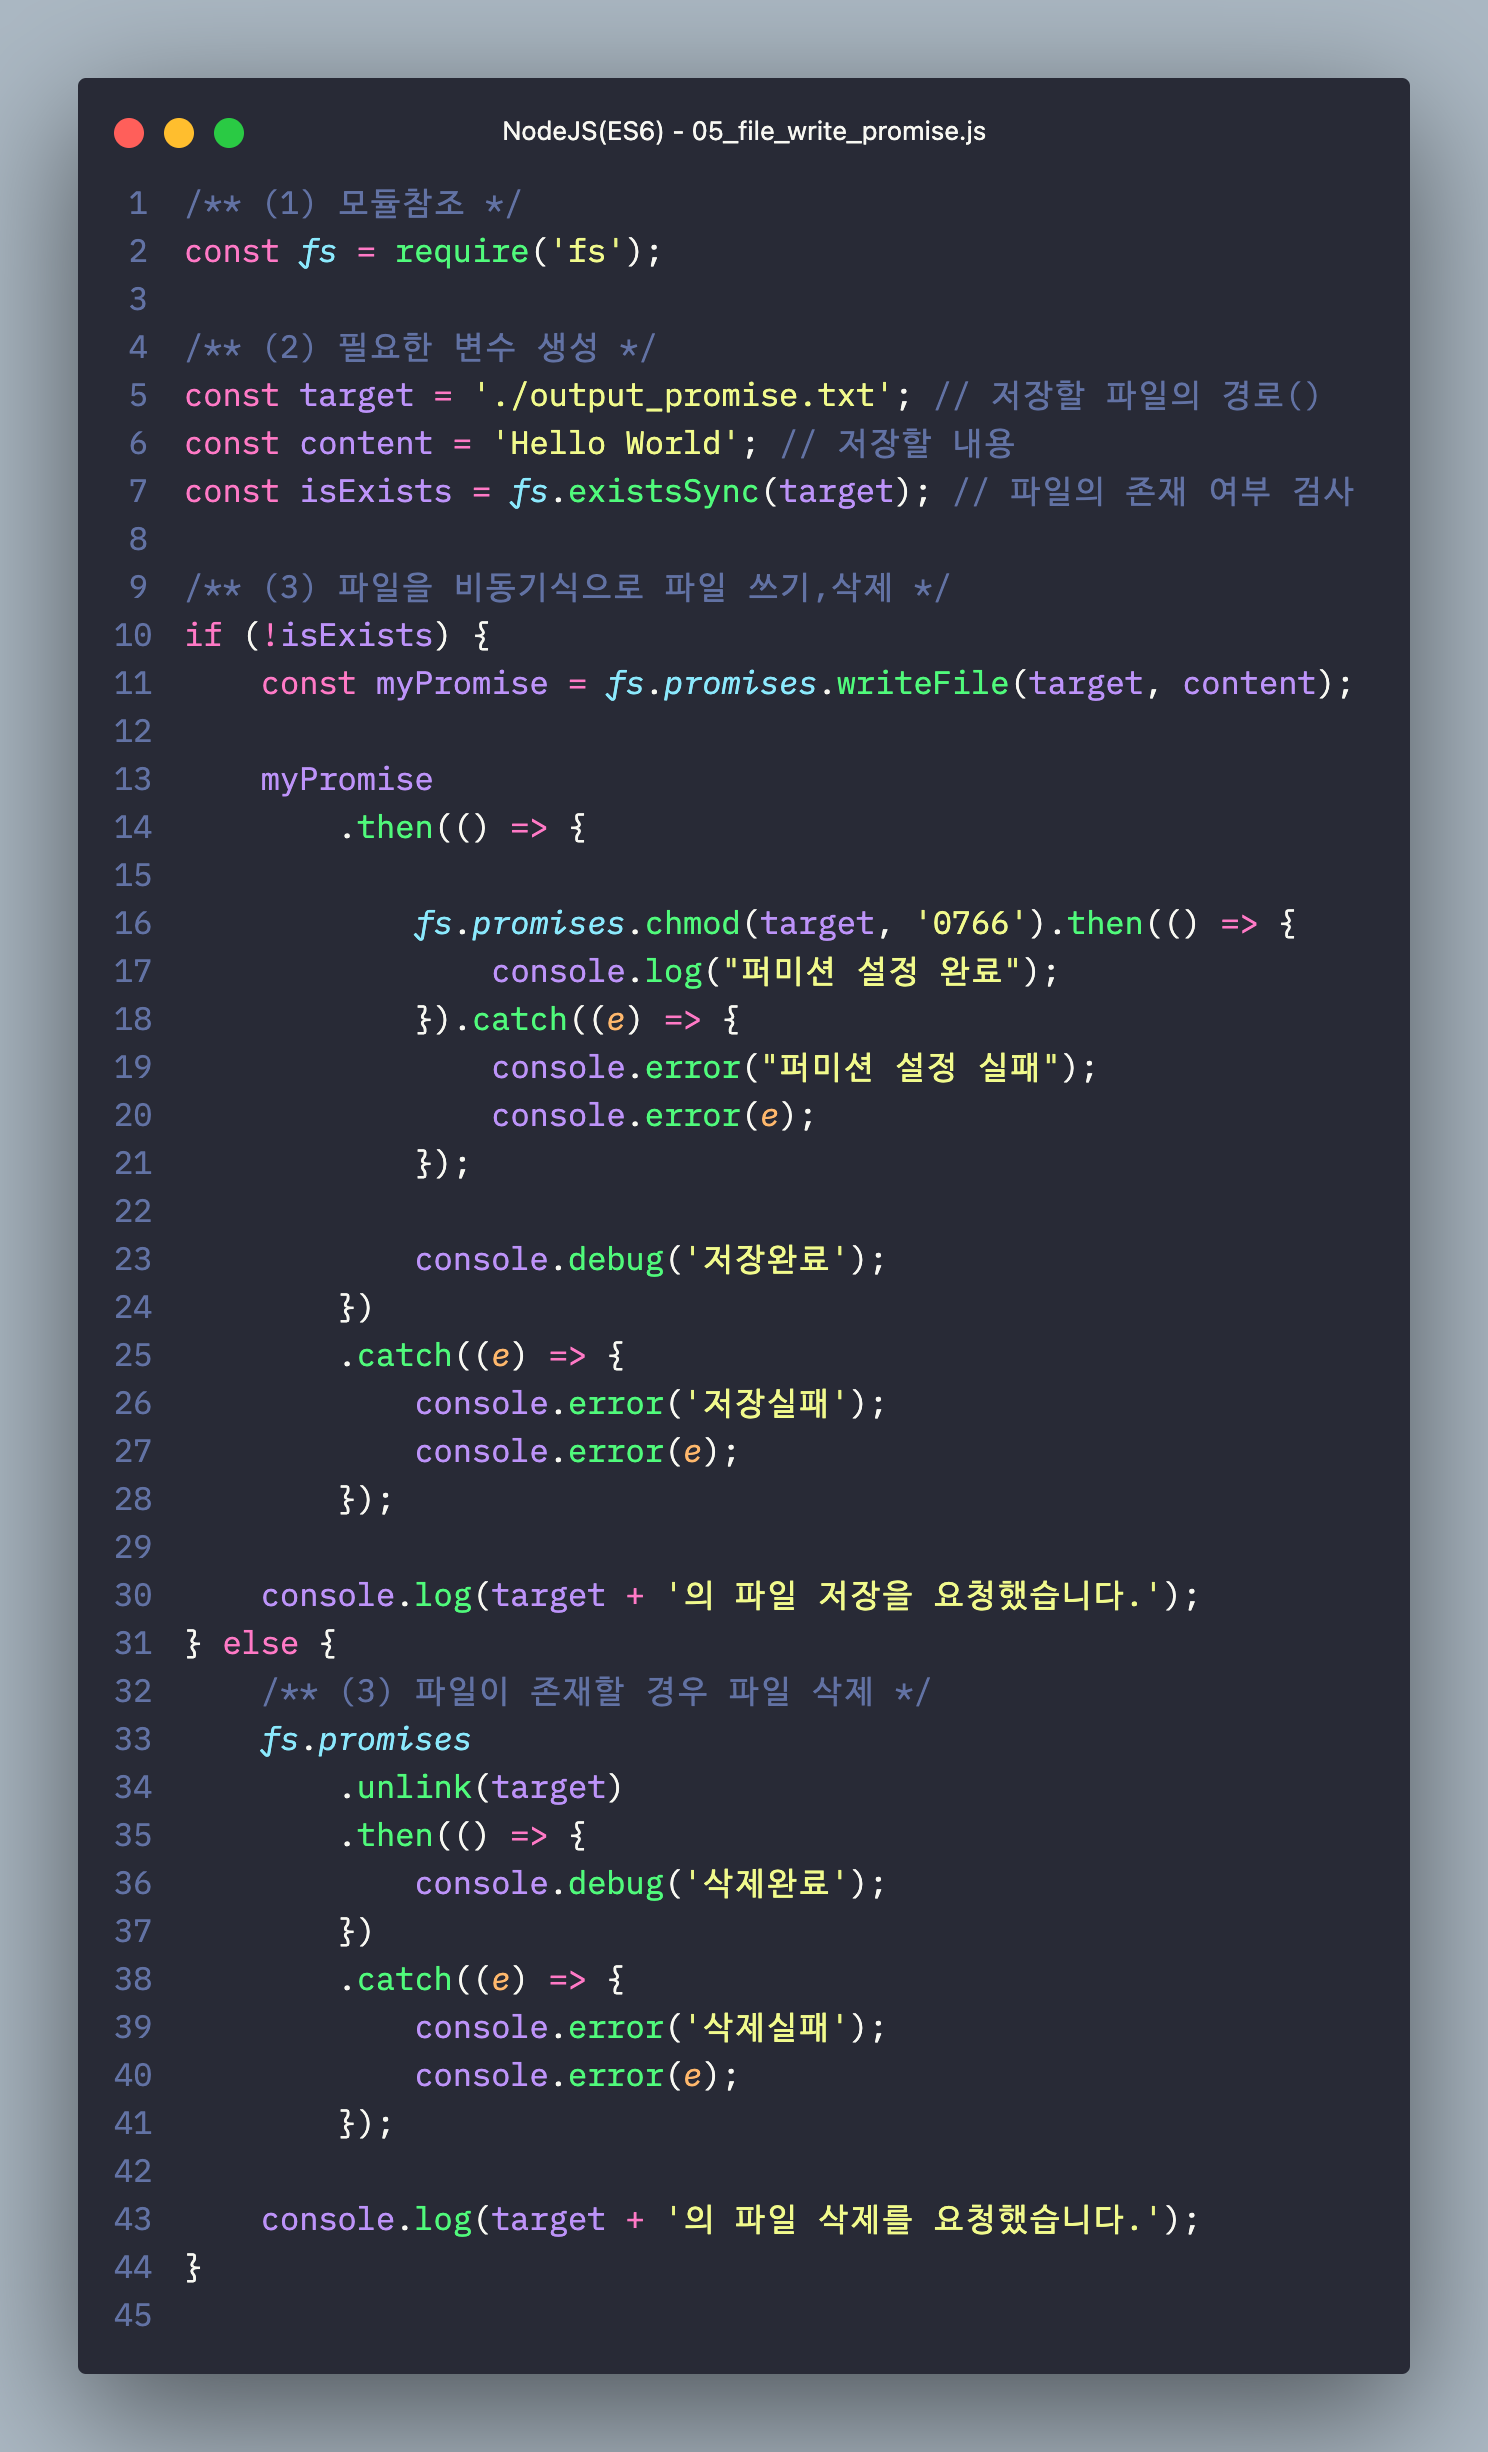 NodeJS(ES6) - 05_file_write_promise.js
1 /** (1) 모듈참조 */
2 const fs = require('fs');
3
4 /** (2) 필요한 변수 생성 */
5 const target = './output_promise.txt'; // 저장할 파일의 경로()
6 const content = 'Hello World'; // 저장할 내용
7 const isExists = fs.existsSync(target); // 파일의 존재 여부 검사
8
9 /** (3) 파일을 비동기식으로 파일 쓰기,삭제 */
10 if (!isExists) {
11     const myPromise = fs.promises.writeFile(target, content);
12
13     myPromise
14         .then(() => {
15
16             fs.promises.chmod(target, '0766').then(() => {
17                 console.log("퍼미션 설정 완료");
18             }).catch((e) => {
19                 console.error("퍼미션 설정 실패");
20                 console.error(e);
21             });
22
23             console.debug('저장완료');
24         })
25         .catch((e) => {
26             console.error('저장실패');
27             console.error(e);
28         });
29
30     console.log(target + '의 파일 저장을 요청했습니다.');
31 } else {
32     /** (3) 파일이 존재할 경우 파일 삭제 */
33     fs.promises
34         .unlink(target)
35         .then(() => {
36             console.debug('삭제완료');
37         })
38         .catch((e) => {
39             console.error('삭제실패');
40             console.error(e);
41         });
42
43     console.log(target + '의 파일 삭제를 요청했습니다.');
44 }
45